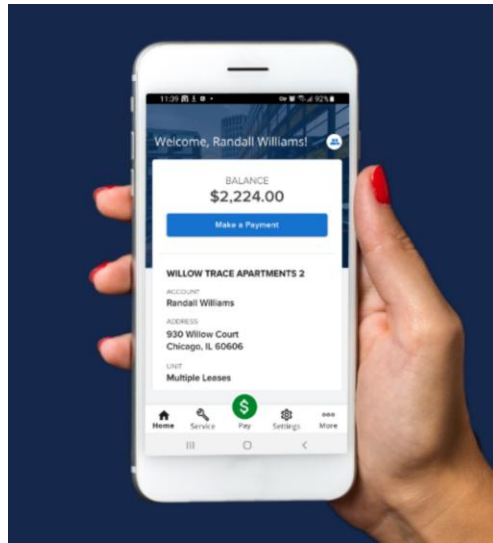 11:39
92%
Welcome, Randall Williams!
BALANCE
$2,224.00
Make a Payment
WILLOW TRACE APARTMENTS 2
ACCOUNT
Randall Williams
ADDRESS
930 Willow Court
Chicago, IL 60606
UNIT
Multiple Leases
$
Home Service Pay Settings More